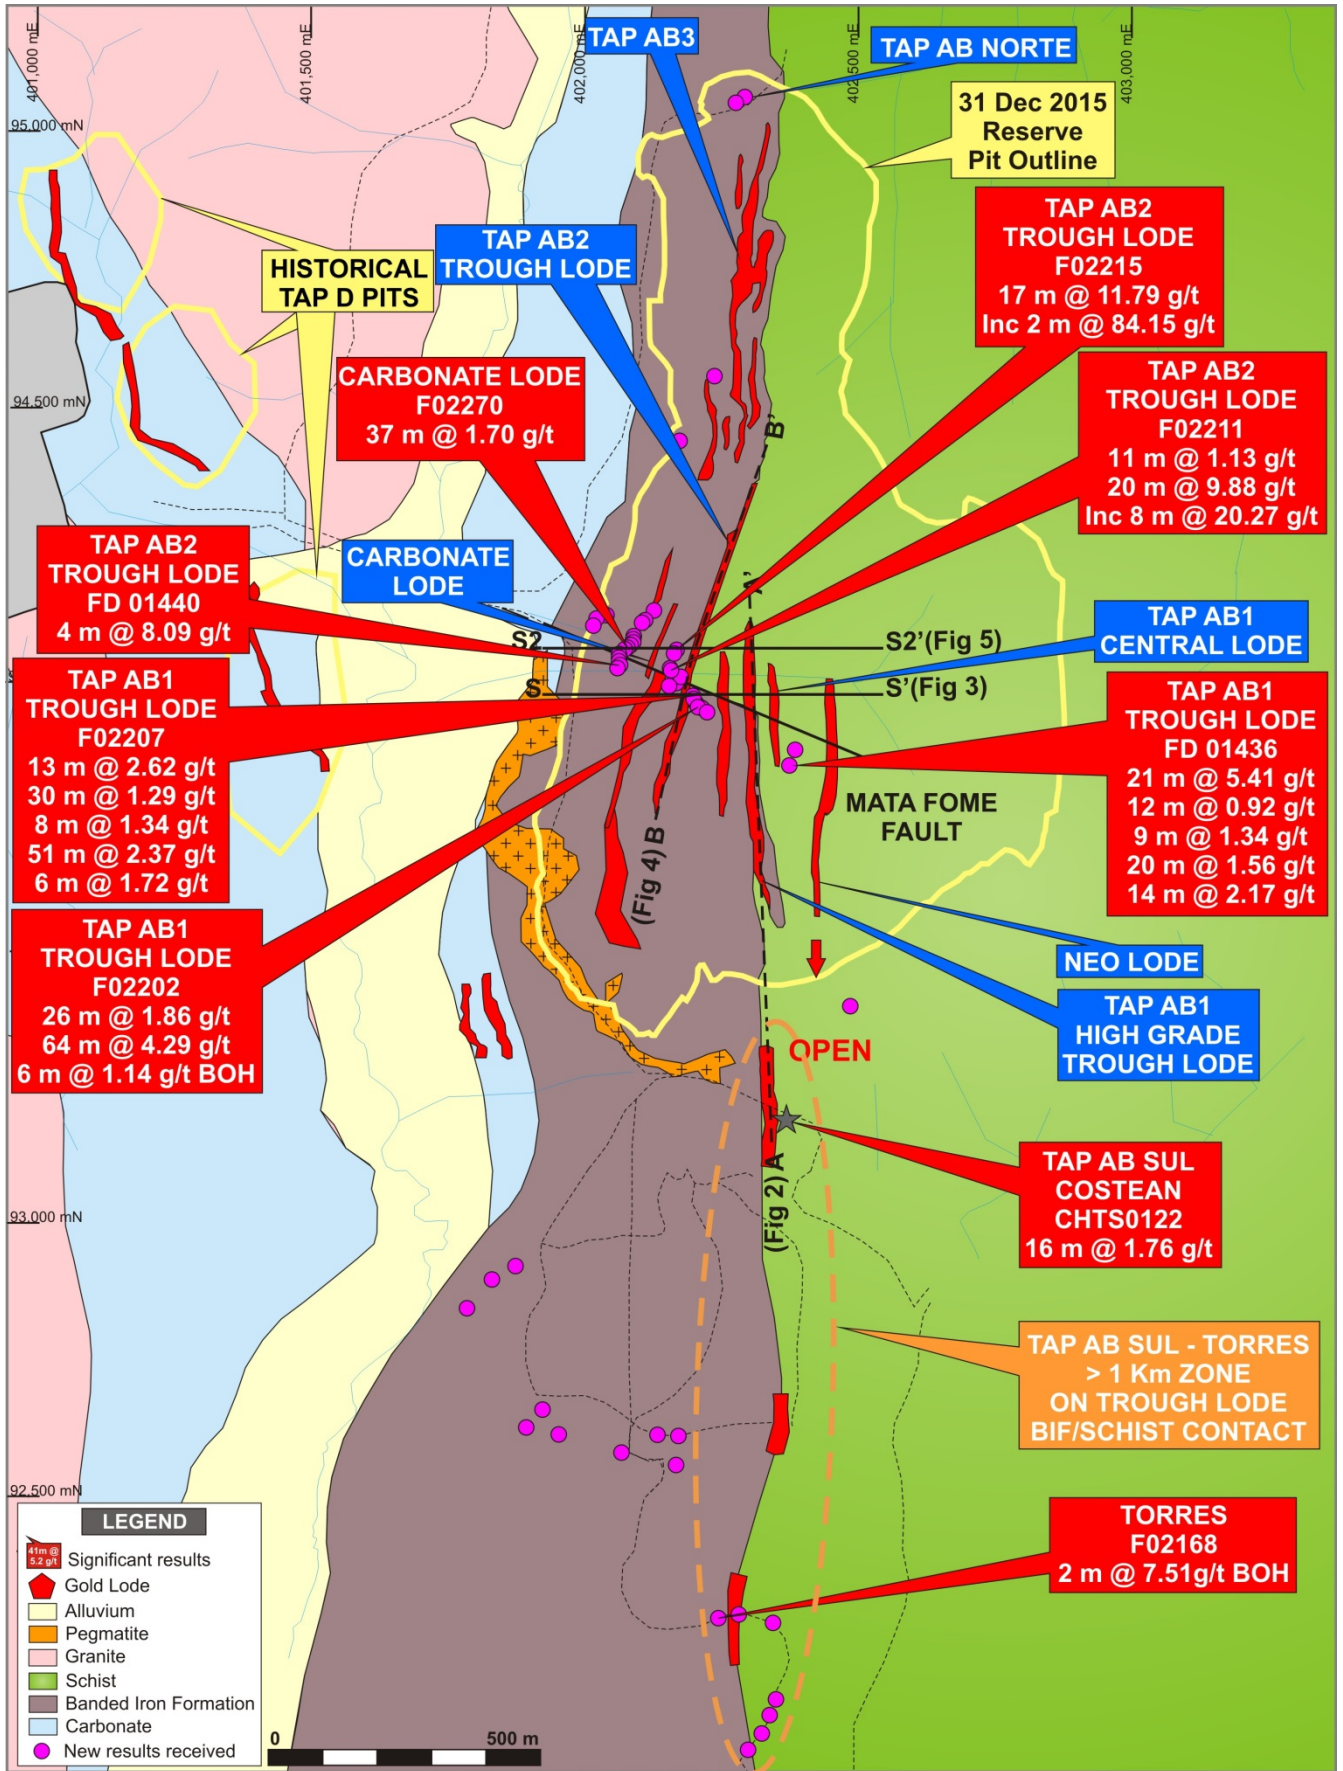 401,000 mE
401,500 mE
402,000 mE
402,500 mE
403,000 mE
TAP AB3
TAP AB NORTE
31 Dec 2015
Reserve
Pit Outline
95,000 mN
TAP AB2
TROUGH LODE
F02215
17 m @ 11.79 g/t
Inc 2 m @ 84.15 g/t
TAP AB2
TROUGH LODE
HISTORICAL
TAP D PITS
CARBONATE LODE
F02270
37 m @ 1.70 g/t
TAP AB2
TROUGH LODE
F02211
11 m @ 1.13 g/t
20 m @ 9.88 g/t
Inc 8 m @ 20.27 g/t
94,500 mN
B'
TAP AB2
TROUGH LODE
FD 01440
4 m @ 8.09 g/t
CARBONATE
LODE
A'
TAP AB1
CENTRAL LODE
S2
S2'(Fig 5)
S
S'(Fig 3)
TAP AB1
TROUGH LODE
F02207
13 m @ 2.62 g/t
30 m @ 1.29 g/t
8 m @ 1.34 g/t
51 m @ 2.37 g/t
6 m @ 1.72 g/t
TAP AB1
TROUGH LODE
FD 01436
21 m @ 5.41 g/t
12 m @ 0.92 g/t
9 m @ 1.34 g/t
20 m @ 1.56 g/t
14 m @ 2.17 g/t
MATA FOME
FAULT
(Fig 4) B
TAP AB1
TROUGH LODE
F02202
26 m @ 1.86 g/t
64 m @ 4.29 g/t
6 m @ 1.14 g/t BOH
NEO LODE
TAP AB1
HIGH GRADE
TROUGH LODE
OPEN
(Fig 2) A
TAP AB SUL
COSTEAN
CHTS0122
16 m @ 1.76 g/t
93,000 mN
TAP AB SUL - TORRES
> 1 Km ZONE
ON TROUGH LODE
BIF/SCHIST CONTACT
92,500 mN
TORRES
F02168
2 m @ 7.51g/t BOH
LEGEND
41m @
5.2 g/t
Significant results
Gold Lode
Alluvium
Pegmatite
Granite
Schist
Banded Iron Formation
Carbonate
New results received
0
500 m